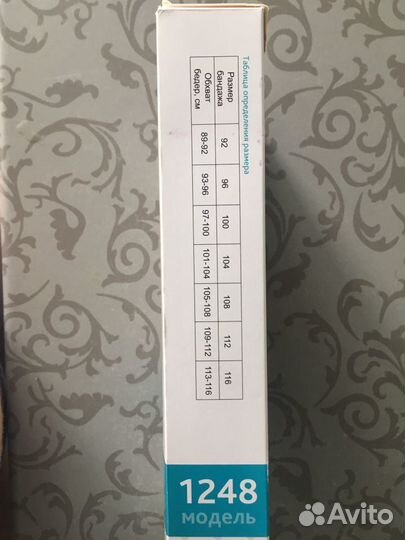 Таблица определения размера
Размер бандажа 92 96 100 104 108 112 116
Обхват бедер, см 89-92 93-96 97-100 101-104 105-108 109-112 113-116
1248
модель
Avito